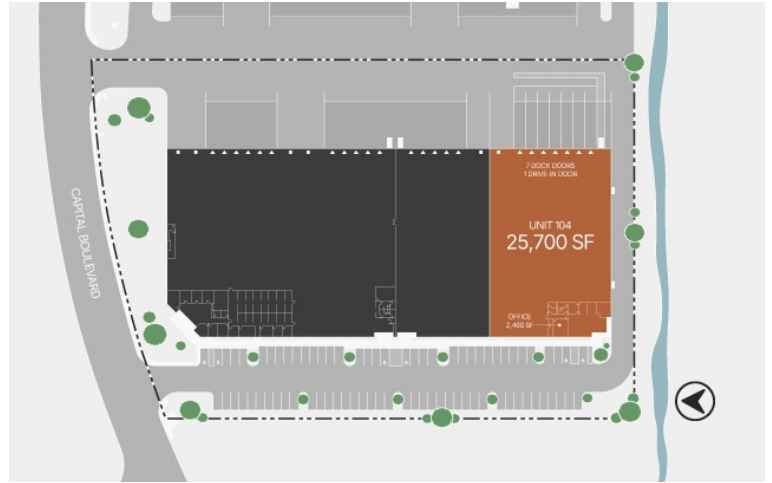 7 DOCK DOORS
1 DRIVE-IN DOOR
UNIT 104
25,700 SF
CAPITAL BOULEVARD
OFFICE
2,460 SF